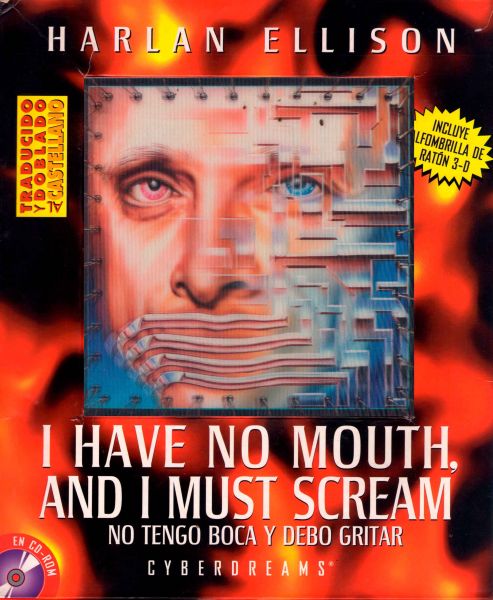 HARLAN ELLISON
TRADUCIDO
Y DOBLADO
AL CASTELLANO
INCLUYE
LFOMBRILLA DE
RATÓN 3-D
I HAVE NO MOUTH,
AND I MUST SCREAM
NO TENGO BOCA Y DEBO GRITAR
EN CD-ROM
CYBERDREAMS®